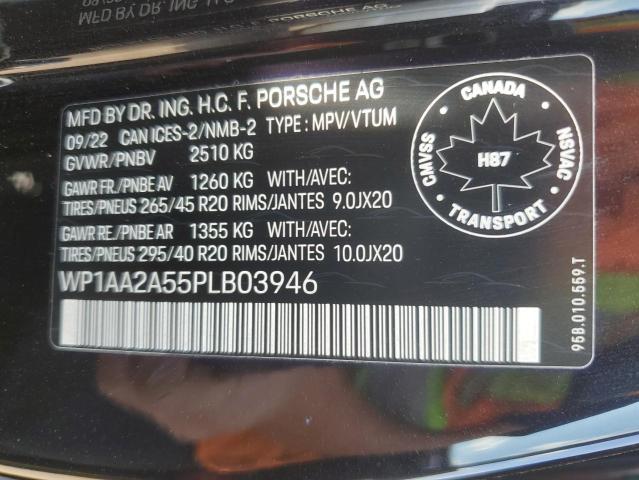 MFD BY DR. ING. H.C. F. PORSCHE AG
09/22 CAN ICES-2/NMB-2 TYPE : MPV/VTUM
GVWR/PNBV 2510 KG
GAWR FR./PNBE AV 1260 KG WITH/AVEC:
TIRES/PNEUS 265/45 R20 RIMS/JANTES 9.0JX20
GAWR RE./PNBE AR 1355 KG WITH/AVEC:
TIRES/PNEUS 295/40 R20 RIMS/JANTES 10.0JX20
WP1AA2A55PLB03946
CANADA
CMVSS
NSVAC
H87
TRANSPORT
95B.010.559.T